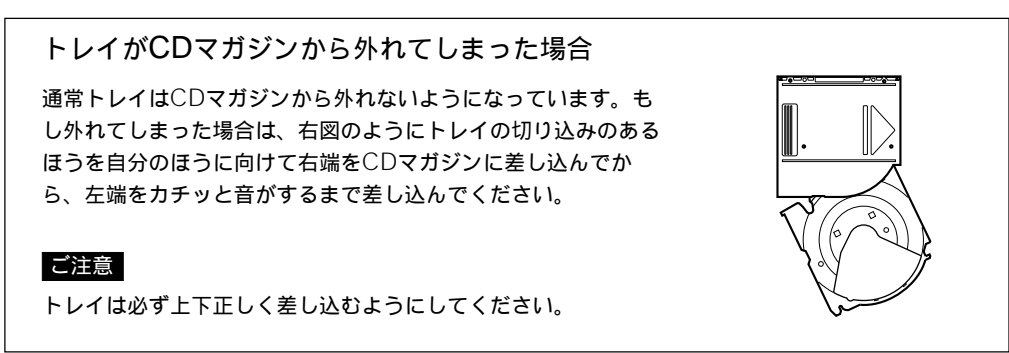 トレイがCDマガジンから外れてしまった場合
通常トレイはCDマガジンから外れないようになっています。も
し外れてしまった場合は、右図のようにトレイの切り込みのある
ほうを自分のほうに向けて右端をCDマガジンに差し込んでか
ら、左端をカチッと音がするまで差し込んでください。
ご注意
トレイは必ず上下正しく差し込むようにしてください。